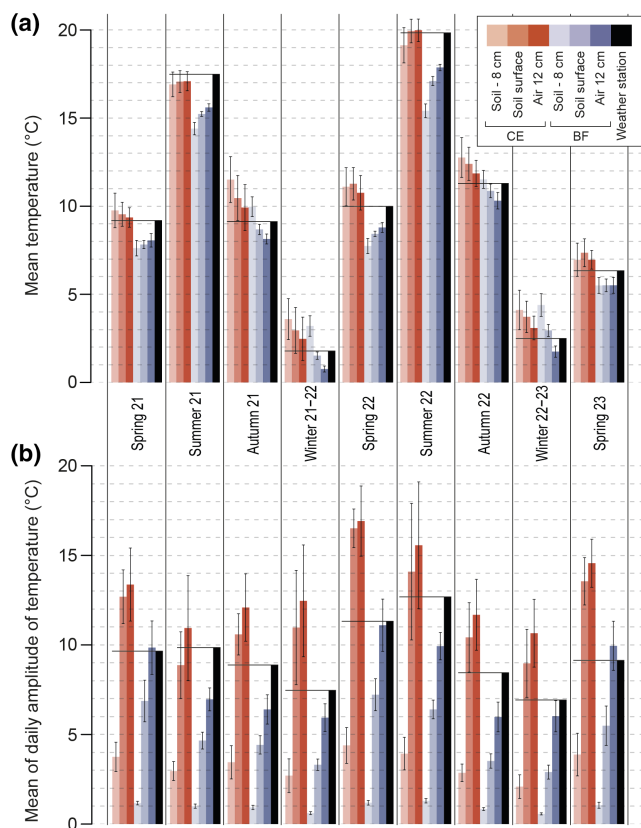 (a)
Mean temperature (°C)
20
15
10
5
0
Soil - 8 cm
Soil surface
Air 12 cm
Soil - 8 cm
Soil surface
Air 12 cm
Weather station
CE
BF
Spring 21
Summer 21
Autumn 21
Winter 21–22
Spring 22
Summer 22
Autumn 22
Winter 22–23
Spring 23
(b)
Mean of daily amplitude of temperature (°C)
20
15
10
5
0